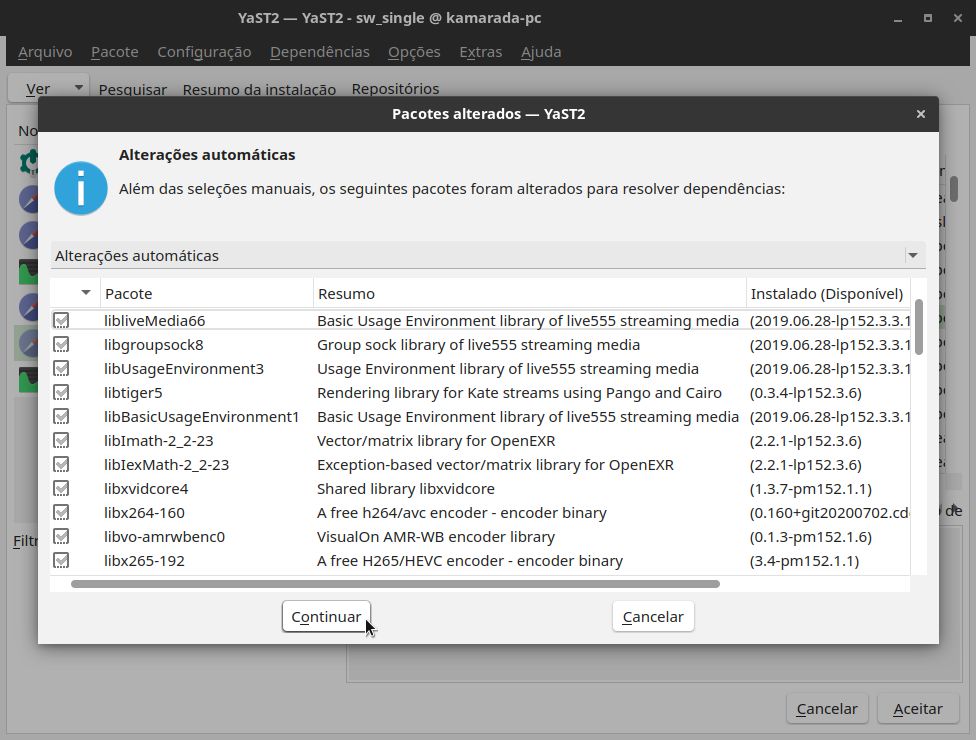 YaST2 — YaST2 - sw_single @ kamarada-pc
Arquivo Pacote Configuração Dependências Opções Extras Ajuda
Ver Pesquisar Resumo da instalação Repositórios
Pacotes alterados — YaST2
Alterações automáticas
Além das seleções manuais, os seguintes pacotes foram alterados para resolver dependências:
Alterações automáticas
Pacote Resumo Instalado (Disponível)
libliveMedia66 Basic Usage Environment library of live555 streaming media (2019.06.28-lp152.3.3.1
libgroupsock8 Group sock library of live555 streaming media (2019.06.28-lp152.3.3.1
libUsageEnvironment3 Usage Environment library of live555 streaming media (2019.06.28-lp152.3.3.1
libtiger5 Rendering library for Kate streams using Pango and Cairo (0.3.4-lp152.3.6)
libBasicUsageEnvironment1 Basic Usage Environment library of live555 streaming media (2019.06.28-lp152.3.3.1
libImath-2_2-23 Vector/matrix library for OpenEXR (2.2.1-lp152.3.6)
libIexMath-2_2-23 Exception-based vector/matrix library for OpenEXR (2.2.1-lp152.3.6)
libxvidcore4 Shared library libxvidcore (1.3.7-pm152.1.1)
libx264-160 A free h264/avc encoder - encoder binary (0.160+git20200702.cd
libvo-amrwbenc0 VisualOn AMR-WB encoder library (0.1.3-pm152.1.6)
libx265-192 A free H265/HEVC encoder - encoder binary (3.4-pm152.1.1)
Continuar Cancelar
Cancelar Aceitar